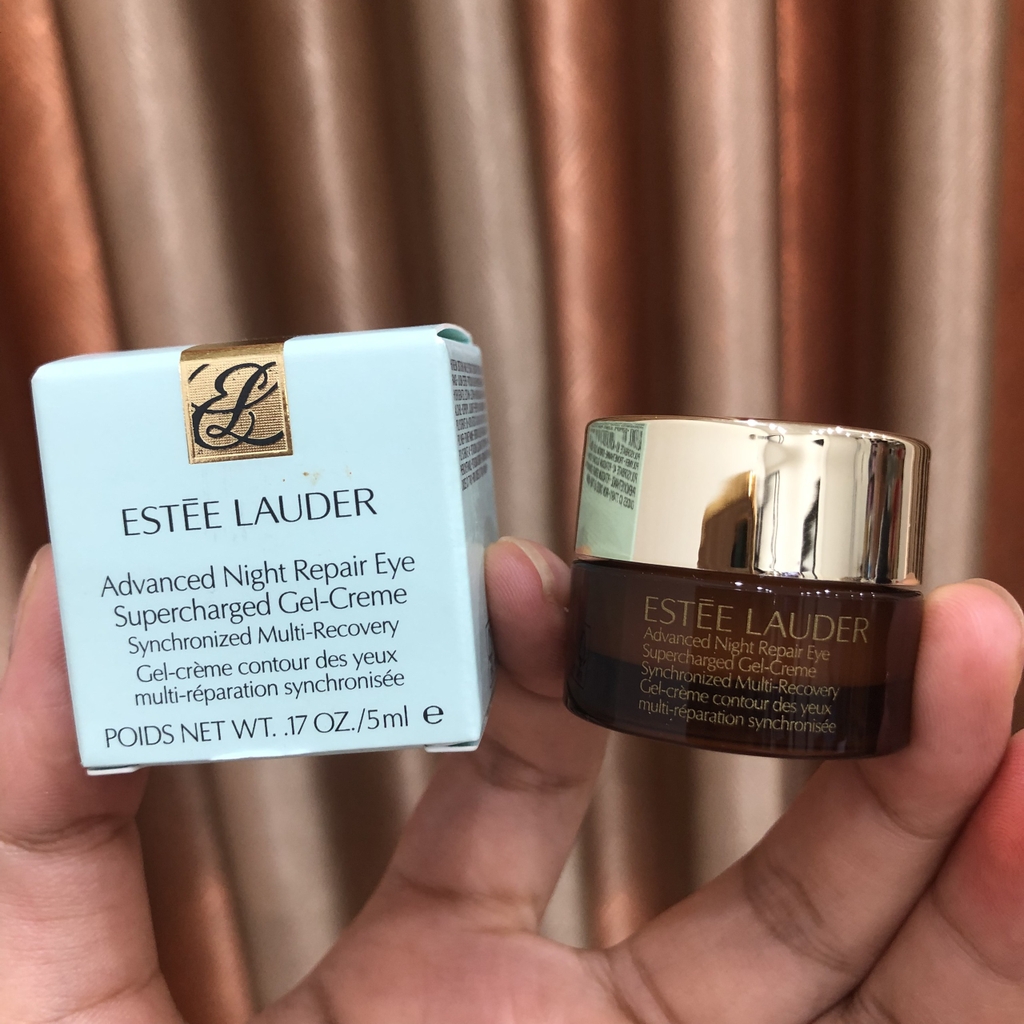 EL
ESTĒE LAUDER
Advanced Night Repair Eye
Supercharged Gel-Creme
Synchronized Multi-Recovery
Gel-crème contour des yeux
multi-réparation synchronisée
POIDS NET WT. .17 OZ./5ml e
ESTĒE LAUDER
Advanced Night Repair Eye
Supercharged Gel-Creme
Synchronized Multi-Recovery
Gel-crème contour des yeux
multi-réparation synchronisée